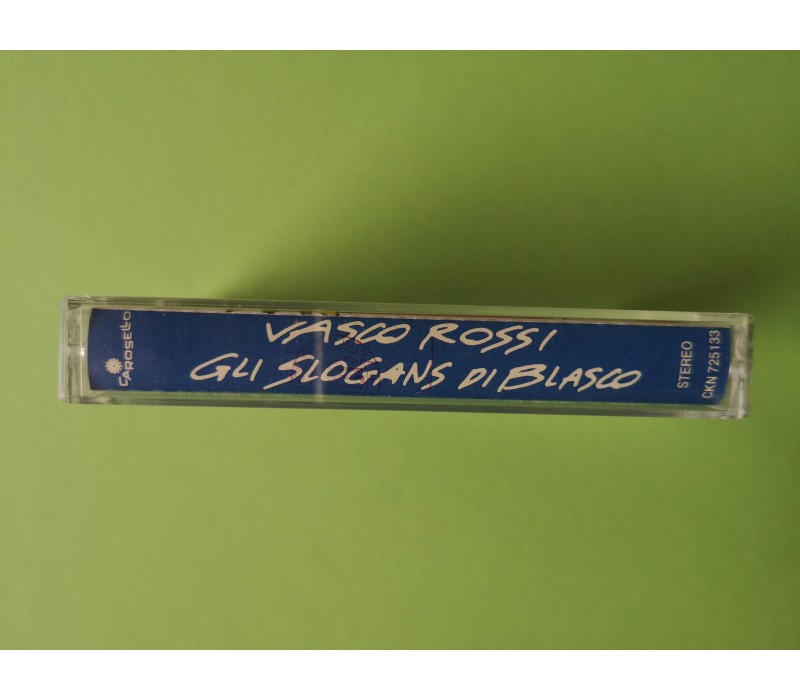 CAROSELLO
VASCO ROSSI
GLI SLOGANS DI BLASCO
STEREO
CKN 725133